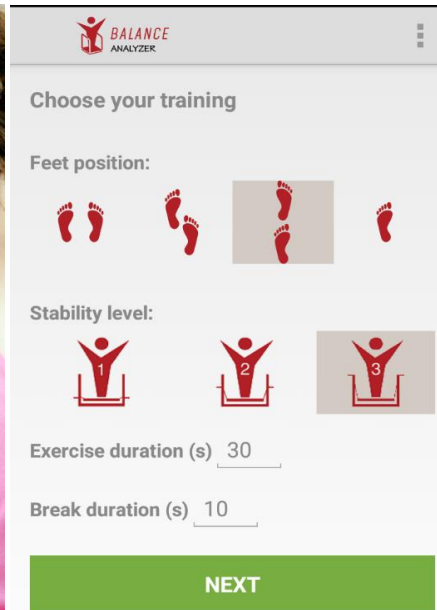 BALANCE
ANALYZER
Choose your training
Feet position:
Stability level:
1 2 3
Exercise duration (s) 30
Break duration (s) 10
NEXT